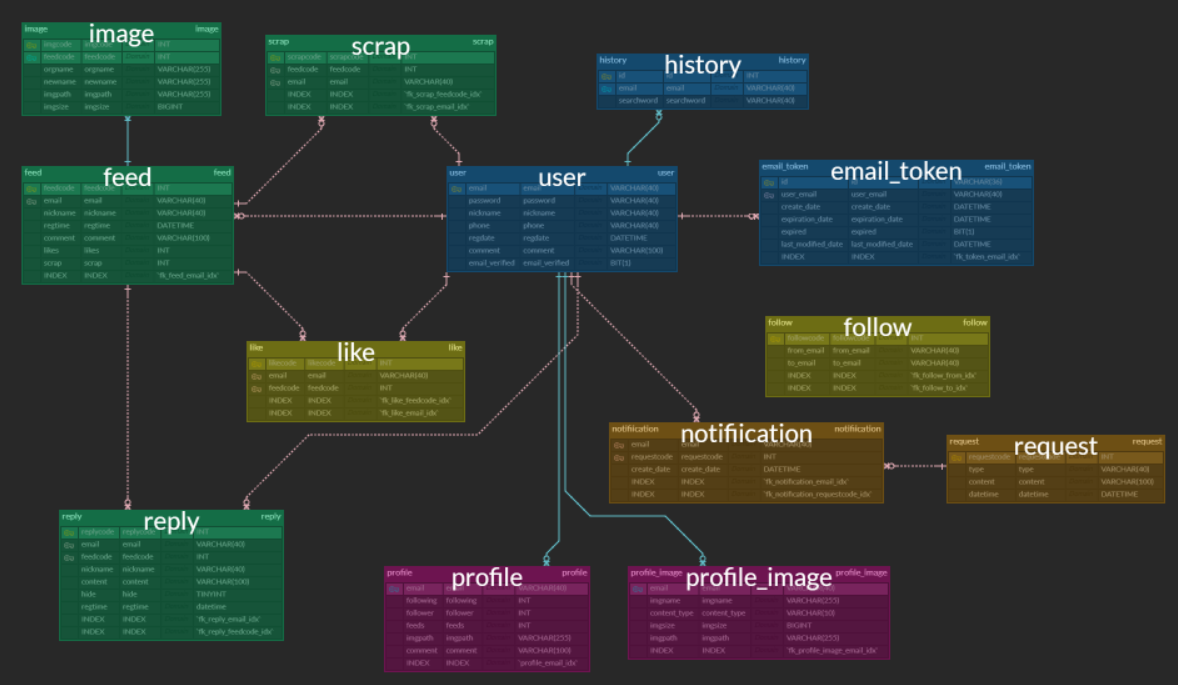 image image image
imgcode imgcode INT
feedcode feedcode INT
orgname orgname VARCHAR(255)
newname newname VARCHAR(255)
imgpath imgpath VARCHAR(255)
imgsize imgsize BIGINT
scrap scrap scrap
scrapcode scrapcode INT
feedcode feedcode INT
email email VARCHAR(40)
INDEX INDEX 'fk_scrap_feedcode_idx'
INDEX INDEX 'fk_scrap_email_idx'
history history history
id id INT
email email VARCHAR(40)
searchword searchword VARCHAR(40)
feed feed feed
feedcode feedcode INT
email email VARCHAR(40)
nickname nickname VARCHAR(40)
regtime regtime DATETIME
comment comment VARCHAR(100)
likes likes INT
scrap scrap INT
INDEX INDEX 'fk_feed_email_idx'
user user user
email email VARCHAR(40)
password password VARCHAR(40)
nickname nickname VARCHAR(40)
phone phone VARCHAR(40)
regdate regdate DATETIME
comment comment VARCHAR(100)
email_verified email_verified BIT(1)
email_token email_token email_token
id id VARCHAR(36)
user_email user_email VARCHAR(40)
create_date create_date DATETIME
expiration_date expiration_date DATETIME
expired expired BIT(1)
last_modified_date last_modified_date DATETIME
INDEX INDEX 'fk_token_email_idx'
like like like
likecode likecode INT
email email VARCHAR(40)
feedcode feedcode INT
INDEX INDEX 'fk_like_feedcode_idx'
INDEX INDEX 'fk_like_email_idx'
follow follow follow
followcode followcode INT
from_email from_email VARCHAR(40)
to_email to_email VARCHAR(40)
INDEX INDEX 'fk_follow_from_idx'
INDEX INDEX 'fk_follow_to_idx'
notifiication notifiication notifiication
email email VARCHAR(40)
requestcode requestcode INT
create_date create_date DATETIME
INDEX INDEX 'fk_notification_email_idx'
INDEX INDEX 'fk_notification_requestcode_idx'
request request request
requestcode requestcode INT
type type VARCHAR(40)
content content VARCHAR(100)
datetime datetime DATETIME
reply reply reply
replycode replycode INT
email email VARCHAR(40)
feedcode feedcode INT
nickname nickname VARCHAR(40)
content content VARCHAR(100)
hide hide TINYINT
regtime regtime datetime
INDEX INDEX 'fk_reply_email_idx'
INDEX INDEX 'fk_reply_feedcode_idx'
profile profile profile
email email VARCHAR(40)
following following INT
follower follower INT
feeds feeds INT
imgpath imgpath VARCHAR(255)
comment comment VARCHAR(100)
INDEX INDEX 'profile_email_idx'
profile_image profile_image profile_image
email email
imgname imgname VARCHAR(255)
content_type content_type VARCHAR(10)
imgsize imgsize BIGINT
imgpath imgpath VARCHAR(255)
INDEX INDEX 'fk_profile_image_email_idx'